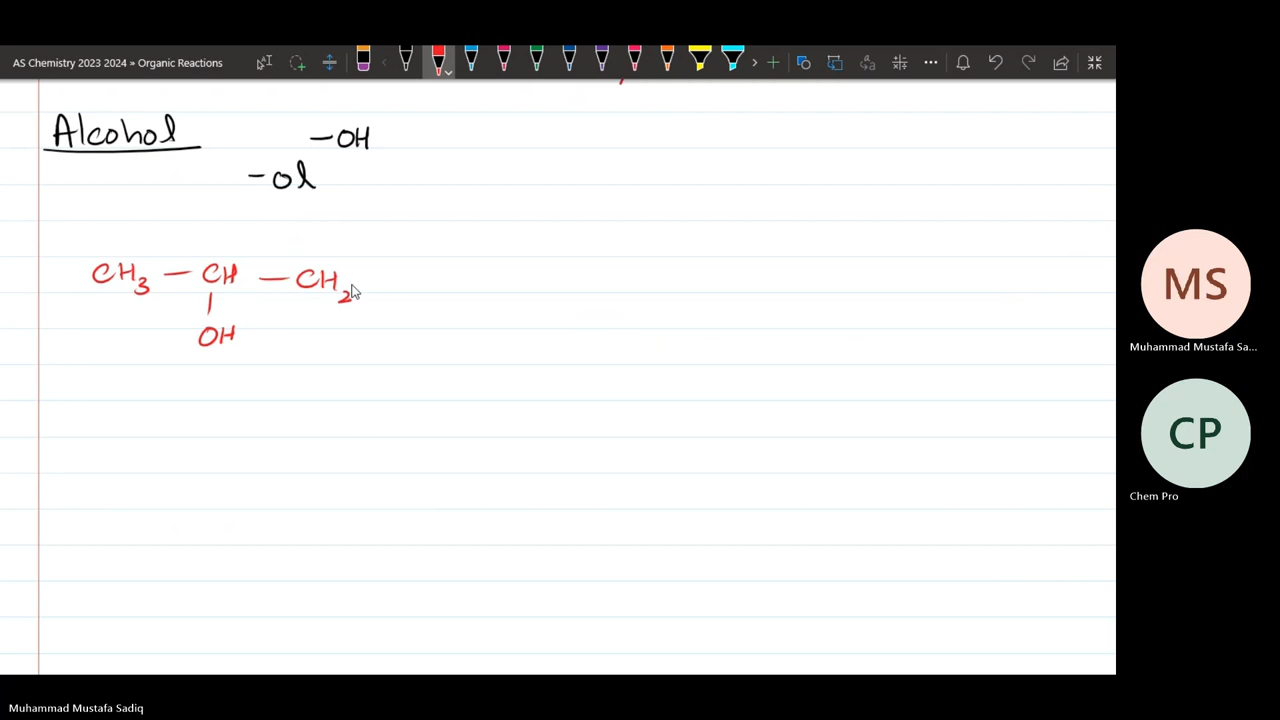 AS Chemistry 2023 2024 » Organic Reactions
Alcohol
-OH
-ol
CH3 - CH - CH2
|
OH
MS
Muhammad Mustafa Sa...
CP
Chem Pro
Muhammad Mustafa Sadiq